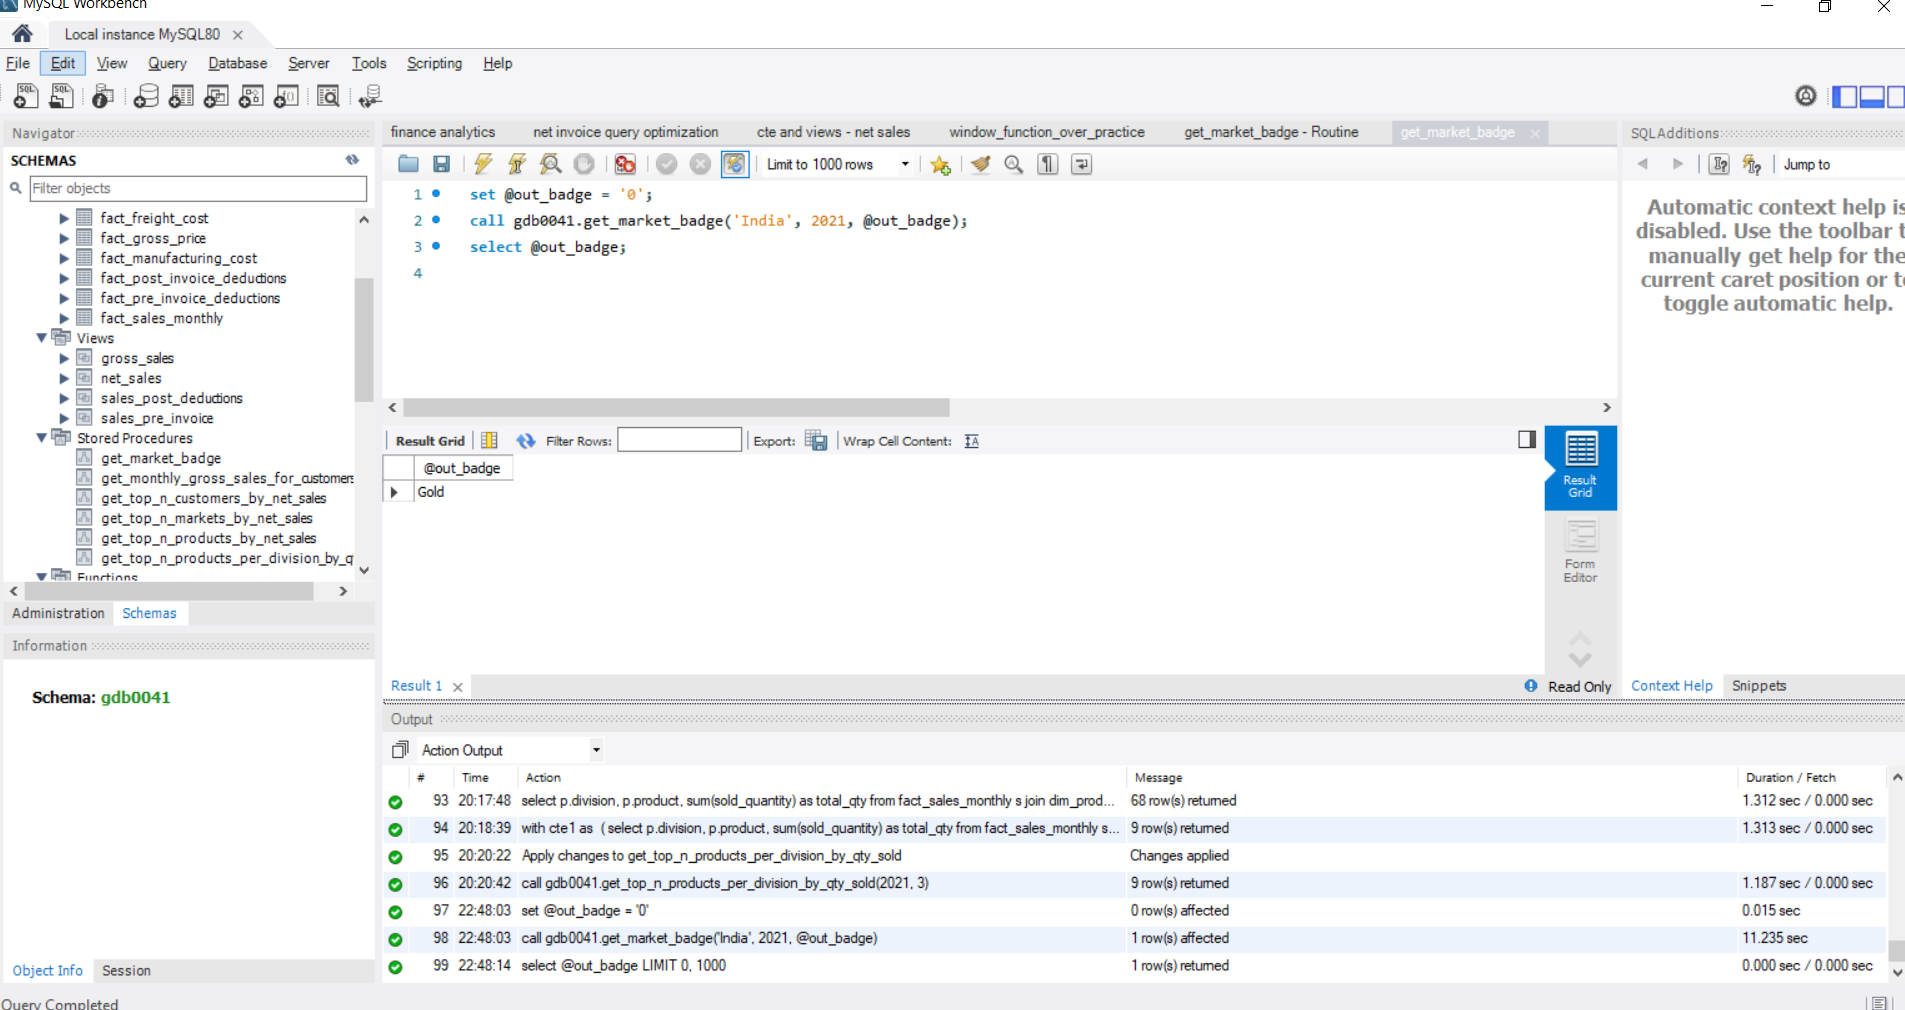 MySQL Workbench
Local instance MySQL80
File Edit View Query Database Server Tools Scripting Help
Navigator
SCHEMAS
Filter objects
fact_freight_cost
fact_gross_price
fact_manufacturing_cost
fact_post_invoice_deductions
fact_pre_invoice_deductions
fact_sales_monthly
Views
gross_sales
net_sales
sales_post_deductions
sales_pre_invoice
Stored Procedures
get_market_badge
get_monthly_gross_sales_for_customers
get_top_n_customers_by_net_sales
get_top_n_markets_by_net_sales
get_top_n_products_by_net_sales
get_top_n_products_per_division_by_q
Functions
Administration Schemas
Information
Schema: gdb0041
Object Info Session
Query Completed
finance analytics net invoice query optimization cte and views - net sales window_function_over_practice get_market_badge - Routine get_market_badge
Limit to 1000 rows
1 set @out_badge = '0';
2 call gdb0041.get_market_badge('India', 2021, @out_badge);
3 select @out_badge;
4
Result Grid Filter Rows: Export: Wrap Cell Content:
@out_badge
Gold
Result
Grid
Form
Editor
Result 1
Read Only
SQLAdditions
Jump to
Automatic context help is
disabled. Use the toolbar t
manually get help for the
current caret position or t
toggle automatic help.
Context Help Snippets
Output
Action Output
# Time Action Message Duration / Fetch
93 20:17:48 select p.division, p.product, sum(sold_quantity) as total_qty from fact_sales_monthly s join dim_prod... 68 row(s) returned 1.312 sec / 0.000 sec
94 20:18:39 with cte1 as ( select p.division, p.product, sum(sold_quantity) as total_qty from fact_sales_monthly s... 9 row(s) returned 1.313 sec / 0.000 sec
95 20:20:22 Apply changes to get_top_n_products_per_division_by_qty_sold Changes applied
96 20:20:42 call gdb0041.get_top_n_products_per_division_by_qty_sold(2021, 3) 9 row(s) returned 1.187 sec / 0.000 sec
97 22:48:03 set @out_badge = '0' 0 row(s) affected 0.015 sec
98 22:48:03 call gdb0041.get_market_badge('India', 2021, @out_badge) 1 row(s) affected 11.235 sec
99 22:48:14 select @out_badge LIMIT 0, 1000 1 row(s) returned 0.000 sec / 0.000 sec